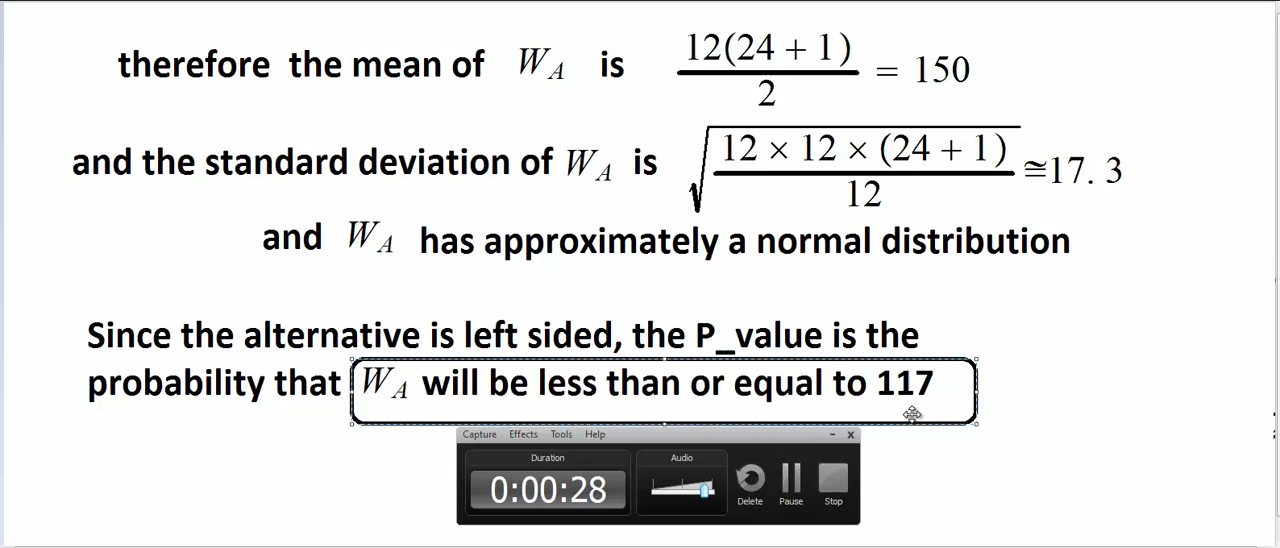 therefore the mean of W_A is 12(24 + 1) / 2 = 150
and the standard deviation of W_A is √(12 × 12 × (24 + 1) / 12) ≅17. 3
and W_A has approximately a normal distribution
Since the alternative is left sided, the P_value is the
probability that W_A will be less than or equal to 117
Capture Effects Tools Help
Duration
Audio
0:00:28
Delete Pause Stop